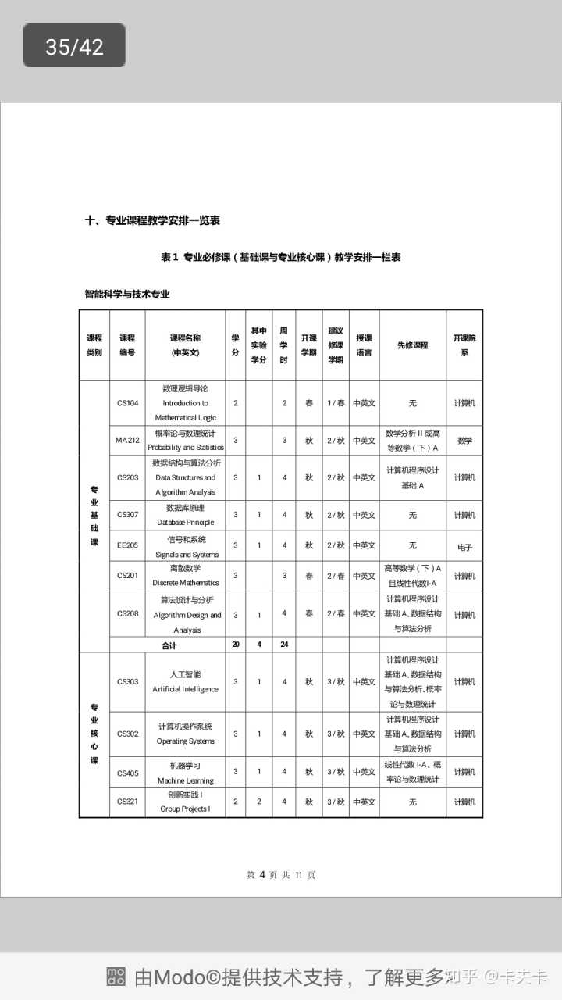 35/42
十、专业课程教学安排一览表
表 1 专业必修课（基础课与专业核心课）教学安排一栏表
智能科学与技术专业
课程类别 课程编号 课程名称(中英文) 学分 其中实验学分 周学时 开课学期 建议修课学期 授课语言 先修课程 开课院系
专业基础课
CS104 数理逻辑导论 Introduction to Mathematical Logic 2 2 春 1/春 中英文 无 计算机
MA212 概率论与数理统计 Probability and Statistics 3 3 秋 2/秋 中英文 数学分析 II 或高等数学（下）A 数学
CS203 数据结构与算法分析 Data Structures and Algorithm Analysis 3 1 4 秋 2/秋 中英文 计算机程序设计基础 A 计算机
CS307 数据库原理 Database Principle 3 1 4 秋 2/秋 中英文 无 计算机
EE205 信号和系统 Signals and Systems 3 1 4 秋 2/秋 中英文 无 电子
CS201 离散数学 Discrete Mathematics 3 3 春 2/春 中英文 高等数学（下）A 且线性代数I-A 计算机
CS208 算法设计与分析 Algorithm Design and Analysis 3 1 4 春 2/春 中英文 计算机程序设计基础 A、数据结构与算法分析 计算机
合计 20 4 24
专业核心课
CS303 人工智能 Artificial Intelligence 3 1 4 秋 3/秋 中英文 计算机程序设计基础 A、数据结构与算法分析、概率论与数理统计 计算机
CS302 计算机操作系统 Operating Systems 3 1 4 秋 3/秋 中英文 计算机程序设计基础 A、数据结构与算法分析 计算机
CS405 机器学习 Machine Learning 3 1 4 秋 3/秋 中英文 线性代数 I-A、概率论与数理统计 计算机
CS321 创新实践 I Group Projects I 2 2 4 秋 3/秋 中英文 无 计算机
第 4 页 共 11 页
modo 由Modo©提供技术支持，了解更多
知乎 @卡夫卡